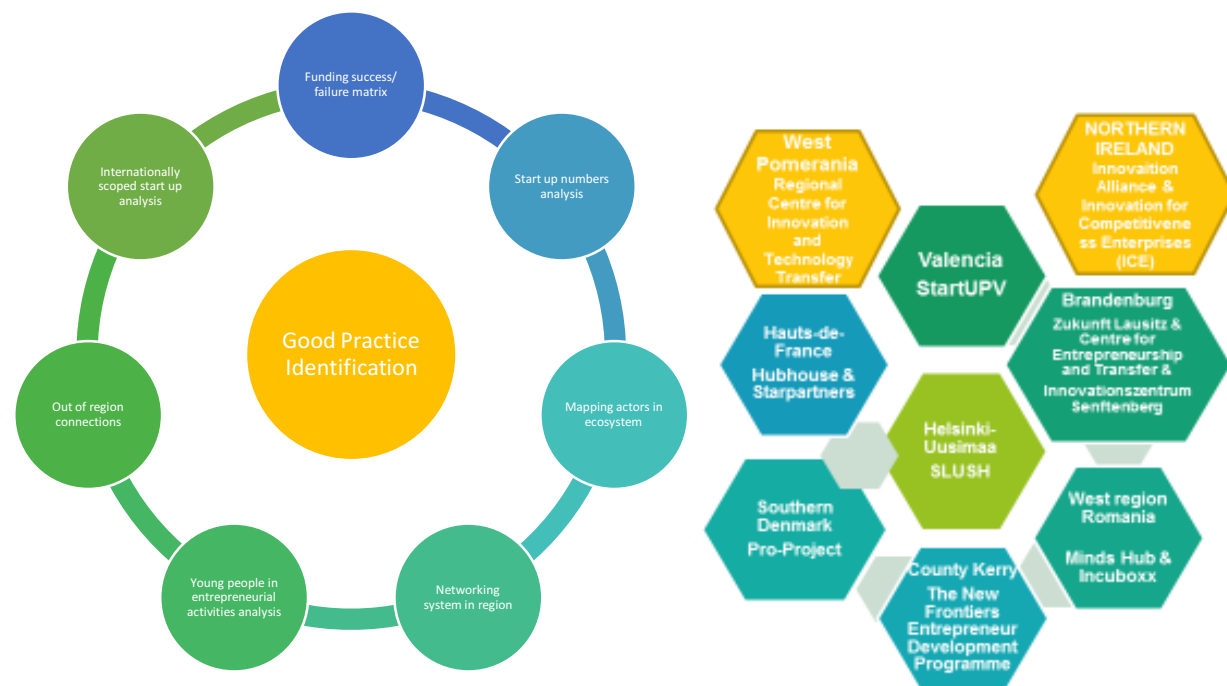 Funding success/
failure matrix
Start up numbers
analysis
Mapping actors in
ecosystem
Networking
system in region
Young people in
entrepreneurial
activities analysis
Out of region
connections
Internationally
scoped start up
analysis
Good Practice
Identification
West
Pomerania
Regional
Centre for
Innovation
and
Technology
Transfer
NORTHERN
IRELAND
Innovaition
Alliance &
Innovation for
Competitivene
ss Enterprises
(ICE)
Valencia
StartUPV
Hauts-de-
France
Hubhouse &
Starpartners
Brandenburg
Zukunft Lausitz &
Centre for
Entrepreneurship
and Transfer &
Innovationszentrum
Senftenberg
Helsinki-
Uusimaa
SLUSH
Southern
Denmark
Pro-Project
West region
Romania
Minds Hub &
Incuboxx
County Kerry
The New
Frontiers
Entrepreneur
Development
Programme